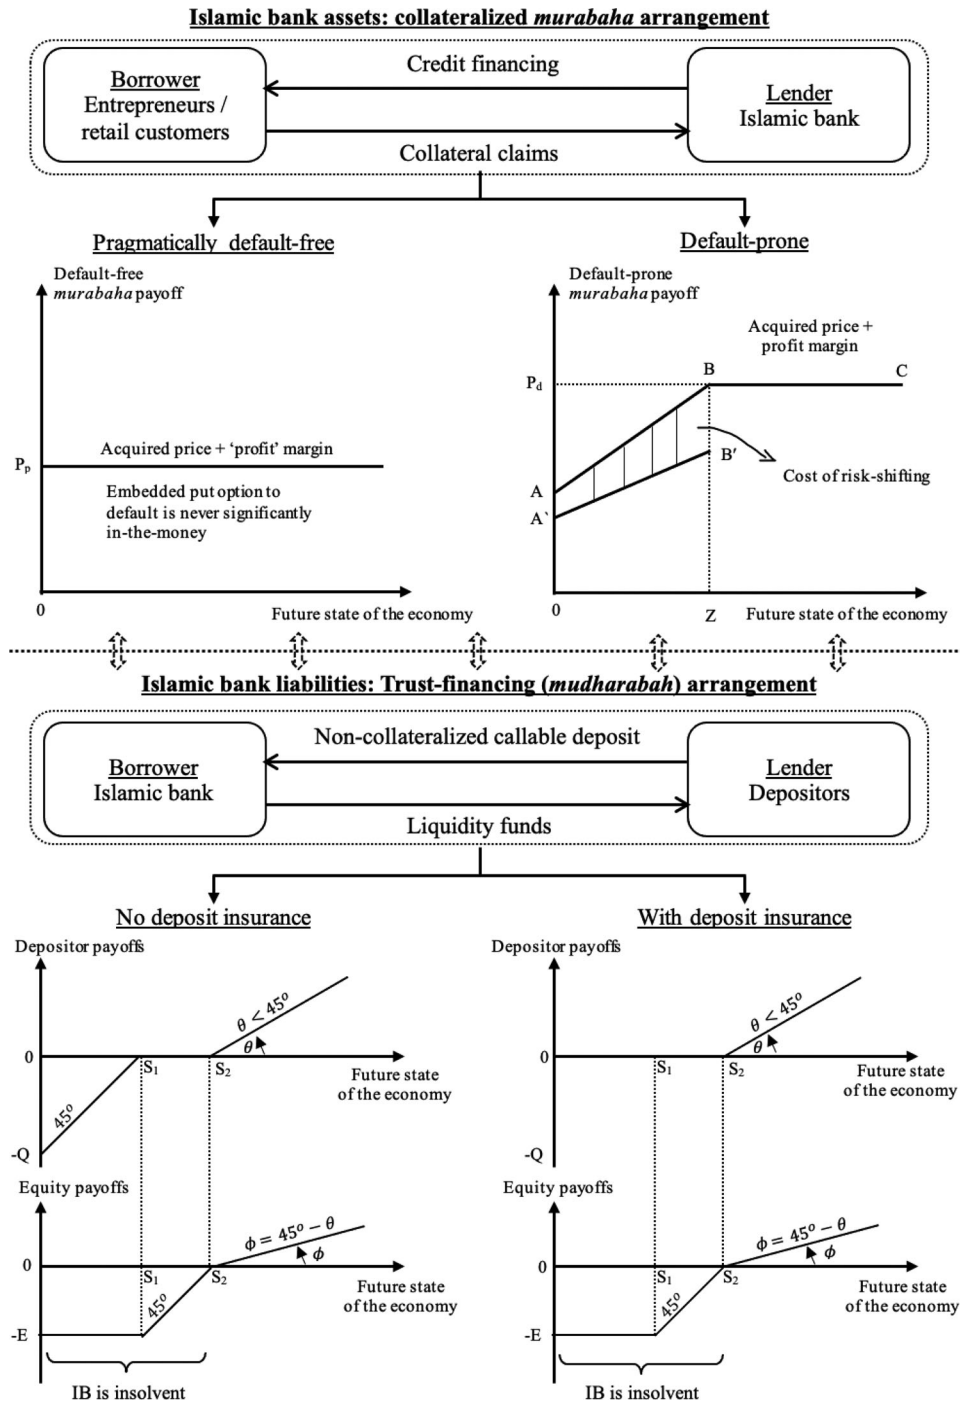 Islamic bank assets: collateralized murabaha arrangement
Credit financing
Borrower
Entrepreneurs /
retail customers
Lender
Islamic bank
Collateral claims
Pragmatically default-free
Default-prone
Default-free
murabaha payoff
Acquired price + 'profit' margin
Pp
Embedded put option to
default is never significantly
in-the-money
0
Future state of the economy
Default-prone
murabaha payoff
Acquired price +
profit margin
Pd
B
C
B'
Cost of risk-shifting
A
A`
0
Z
Future state of the economy
Islamic bank liabilities: Trust-financing (mudharabah) arrangement
Non-collateralized callable deposit
Borrower
Islamic bank
Lender
Depositors
Liquidity funds
No deposit insurance
With deposit insurance
Depositor payoffs
θ < 45º
θ
0
S1
S2
Future state
of the economy
45º
-Q
Equity payoffs
ϕ = 45º − θ
ϕ
0
S1
S2
Future state
of the economy
45º
-E
IB is insolvent
Depositor payoffs
θ < 45º
θ
0
S1
S2
Future state
of the economy
-Q
Equity payoffs
ϕ = 45º − θ
ϕ
0
S1
S2
Future state
of the economy
45º
-E
IB is insolvent